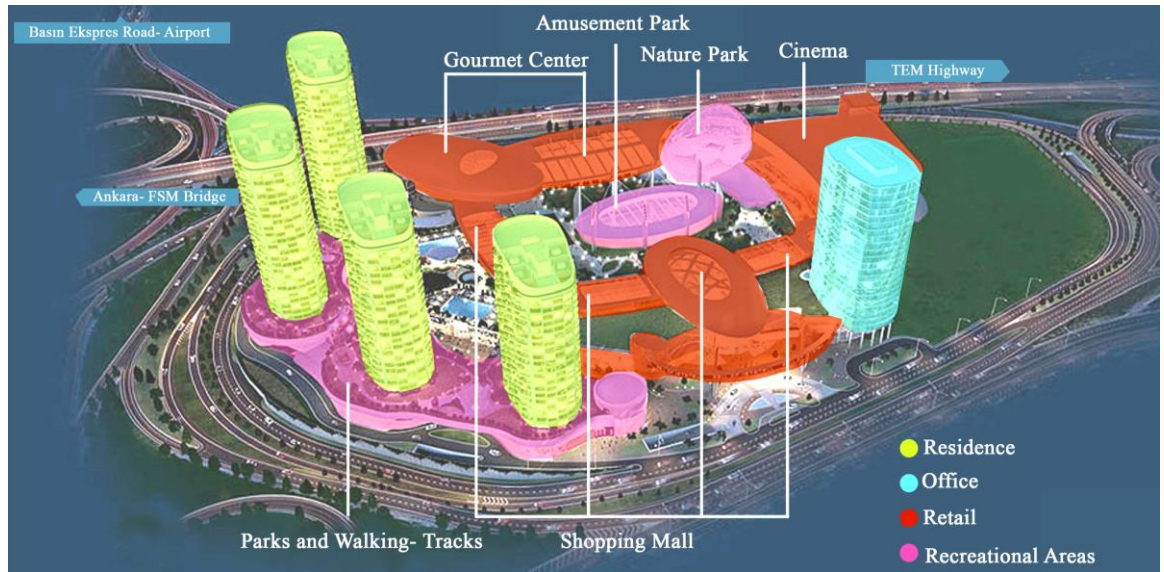 Basın Ekspres Road- Airport
Amusement Park
Gourmet Center
Nature Park
Cinema
TEM Highway
Ankara- FSM Bridge
Residence
Office
Retail
Recreational Areas
Parks and Walking- Tracks
Shopping Mall